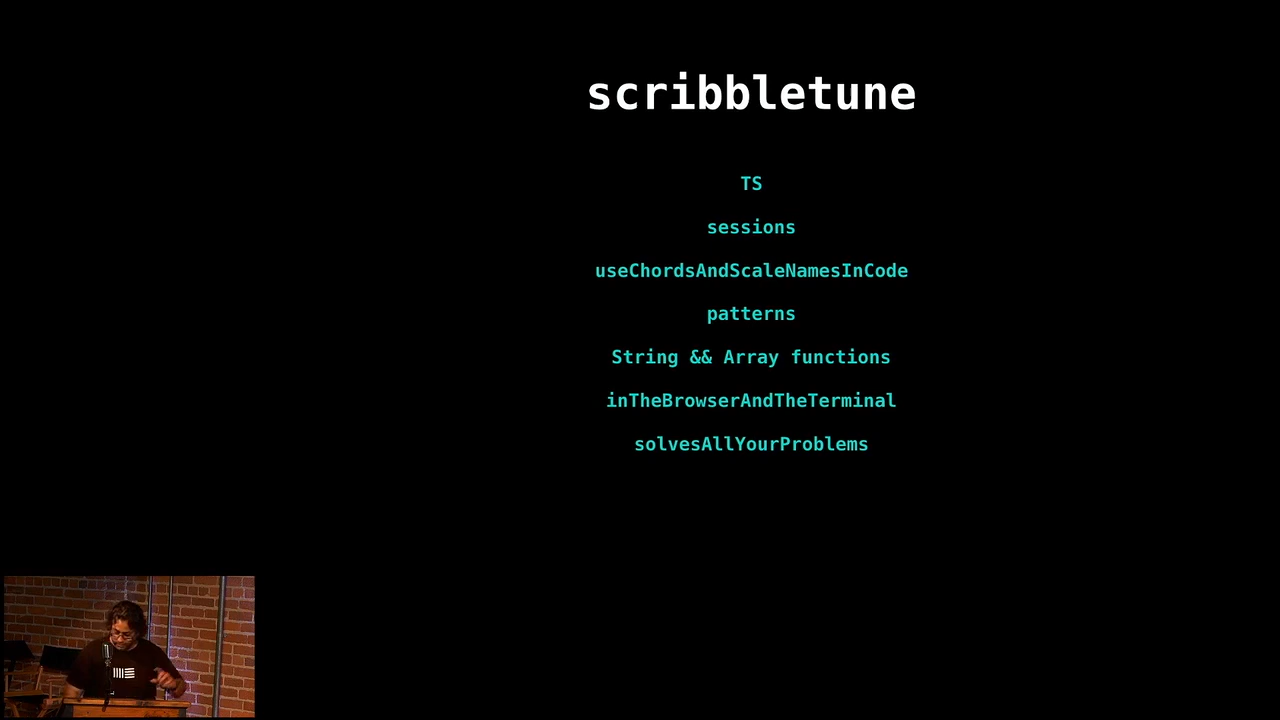 scribbletune
TS
sessions
useChordsAndScaleNamesInCode
patterns
String && Array functions
inTheBrowserAndTheTerminal
solvesAllYourProblems